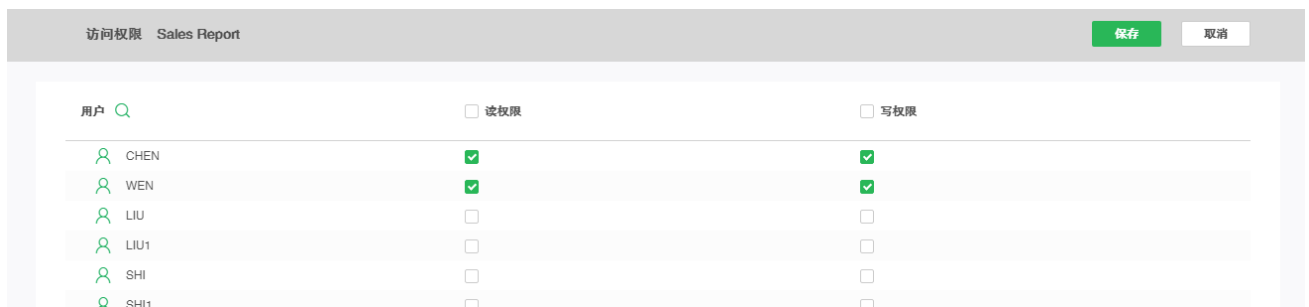 访问权限 Sales Report 保存 取消
用户 读权限 写权限
CHEN
WEN
LIU
LIU1
SHI
SHI1